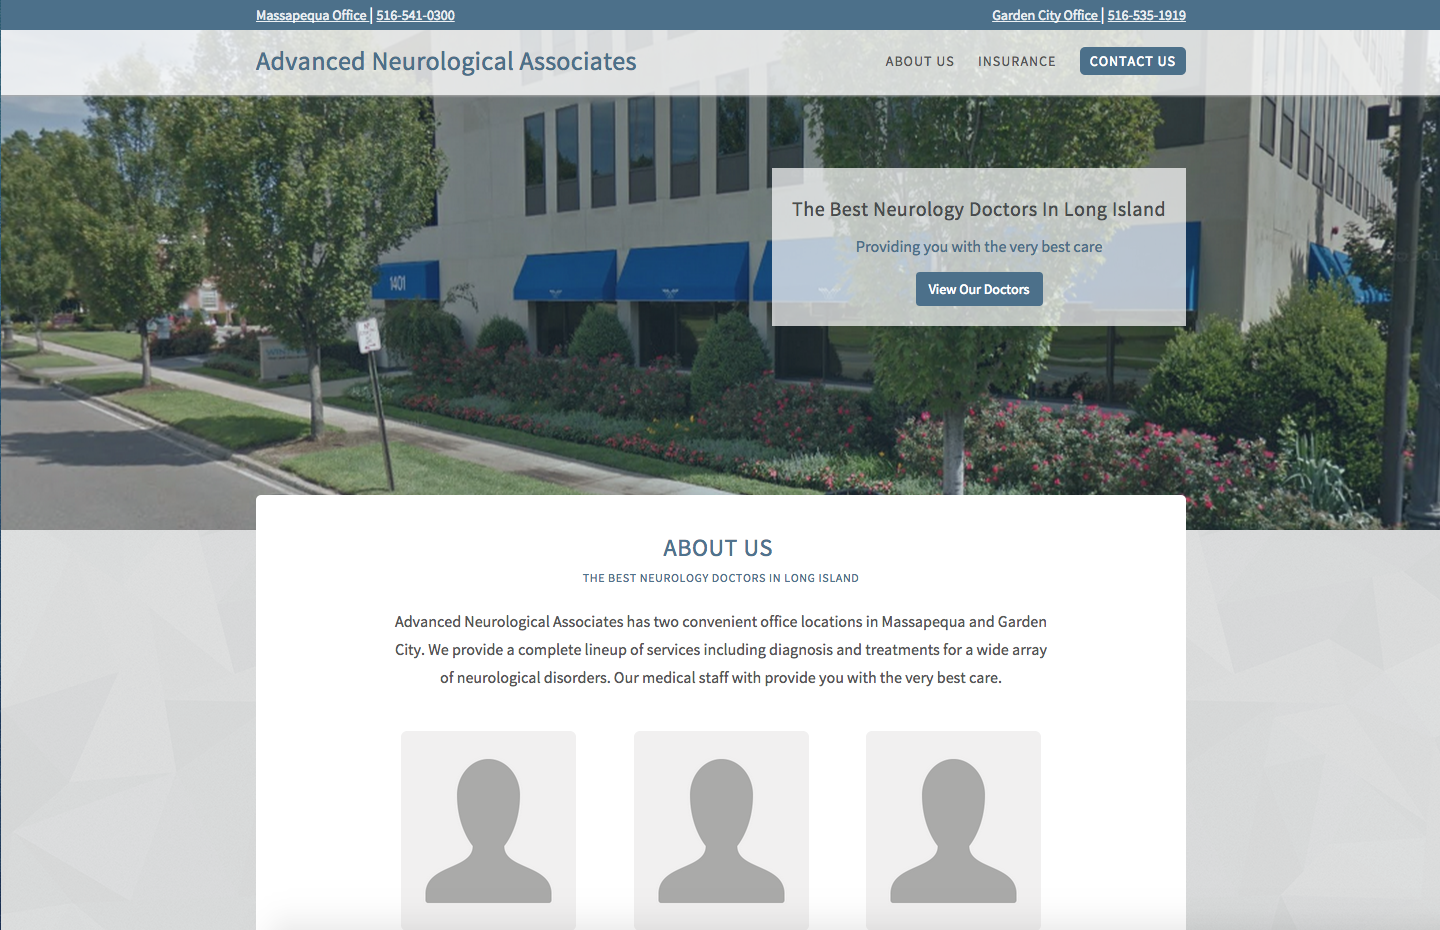 Massapequa Office | 516-541-0300
Garden City Office | 516-535-1919
Advanced Neurological Associates
ABOUT US
INSURANCE
CONTACT US
The Best Neurology Doctors In Long Island
Providing you with the very best care
View Our Doctors
1401
ABOUT US
THE BEST NEUROLOGY DOCTORS IN LONG ISLAND
Advanced Neurological Associates has two convenient office locations in Massapequa and Garden
City. We provide a complete lineup of services including diagnosis and treatments for a wide array
of neurological disorders. Our medical staff with provide you with the very best care.